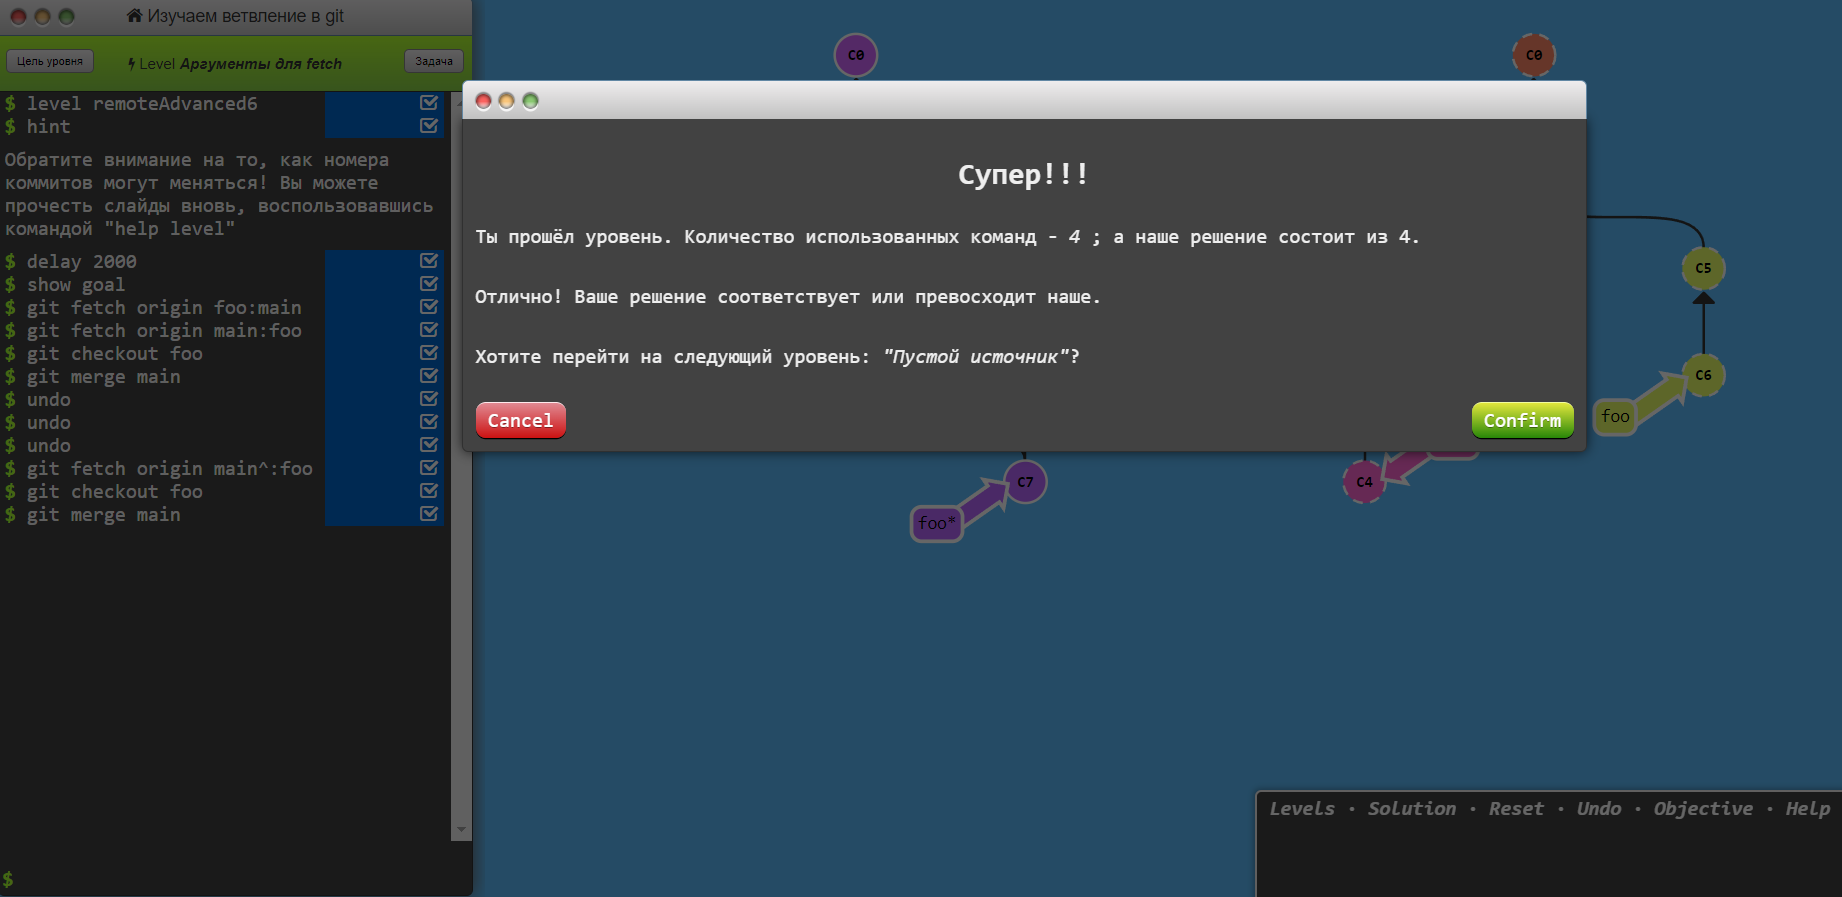 Изучаем ветвление в git
Цель уровня
Level Аргументы для fetch
Задача
$ level remoteAdvanced6
$ hint
Обратите внимание на то, как номера
коммитов могут меняться! Вы можете
прочесть слайды вновь, воспользовавшись
командой "help level"
$ delay 2000
$ show goal
$ git fetch origin foo:main
$ git fetch origin main:foo
$ git checkout foo
$ git merge main
$ undo
$ undo
$ undo
$ git fetch origin main^:foo
$ git checkout foo
$ git merge main
$
C0
C0
Супер!!!
Ты прошёл уровень. Количество использованных команд - 4 ; а наше решение состоит из 4.
Отлично! Ваше решение соответствует или превосходит наше.
Хотите перейти на следующий уровень: "Пустой источник"?
Cancel
Confirm
C5
C6
foo
C7
foo*
C4
Levels · Solution · Reset · Undo · Objective · Help